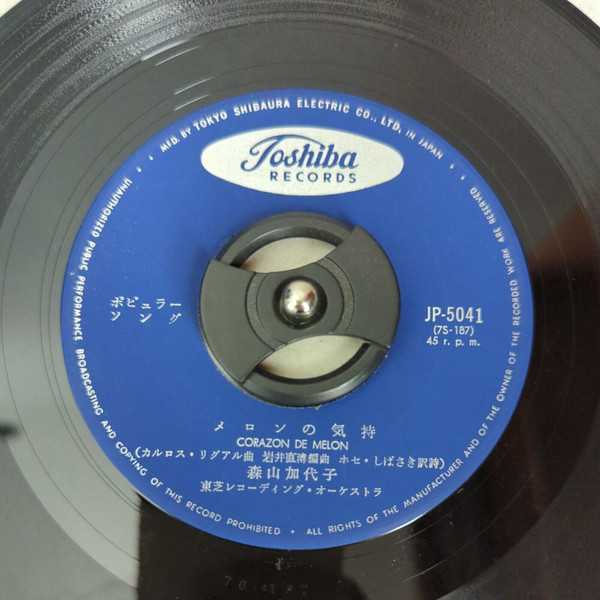 MFD. BY TOKYO SHIBAURA ELECTRIC CO., LTD. IN JAPAN
Toshiba
RECORDS
ポピュラー
ソング
JP-5041
(7S-187)
45 r. p. m.
メロンの気持
CORAZON DE MELON
(カルロス・リグアル曲 岩井直溥編曲 ホセ・しばさき訳詩)
森山加代子
東芝レコーディング・オーケストラ
UNAUTHORIZED PUBLIC PERFORMANCE BROADCASTING AND COPYING OF THIS RECORD PROHIBITED • ALL RIGHTS OF THE MANUFACTURER AND OF THE OWNER OF THE RECORDED WORK ARE RESERVED